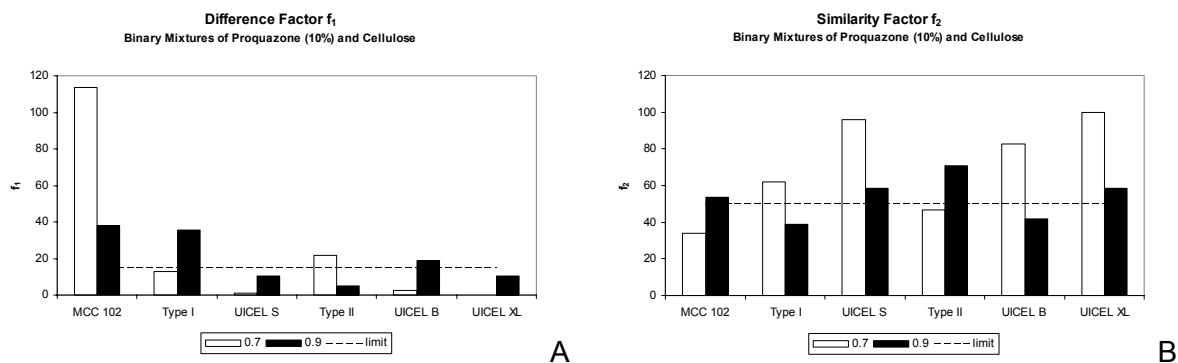 Difference Factor f1
Binary Mixtures of Proquazone (10%) and Cellulose
120
100
80
60
40
20
0
f1
MCC 102 Type I UICEL S Type II UICEL B UICEL XL
0.7 0.9 limit
A
Similarity Factor f2
Binary Mixtures of Proquazone (10%) and Cellulose
120
100
80
60
40
20
0
f2
MCC 102 Type I UICEL S Type II UICEL B UICEL XL
0.7 0.9 limit
B